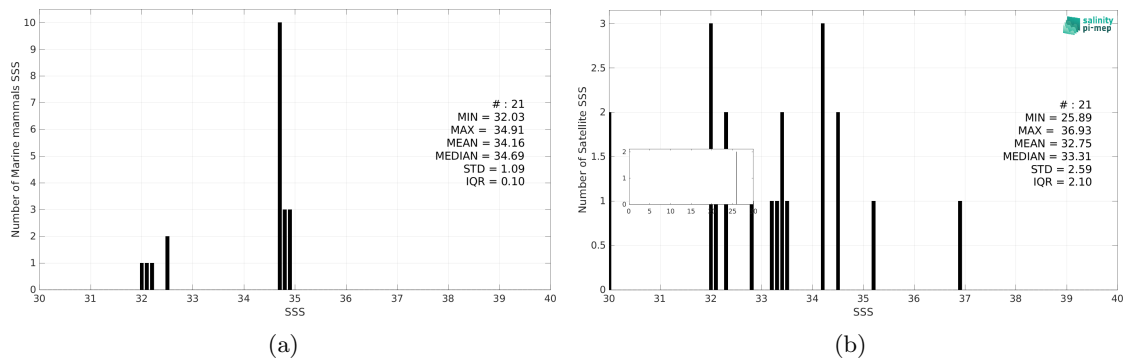 10
9
8
7
6
5
4
3
2
1
0
Number of Marine mammals SSS
# : 21
MIN = 32.03
MAX = 34.91
MEAN = 34.16
MEDIAN = 34.69
STD = 1.09
IQR = 0.10
30 31 32 33 34 35 36 37 38 39 40
SSS
(a)
3
2.5
2
1.5
1
0.5
0
Number of Satellite SSS
salinity
pi-mep
# : 21
MIN = 25.89
MAX = 36.93
MEAN = 32.75
MEDIAN = 33.31
STD = 2.59
IQR = 2.10
2
1
0
0 5 10 15 20 25 30
30 31 32 33 34 35 36 37 38 39 40
SSS
(b)